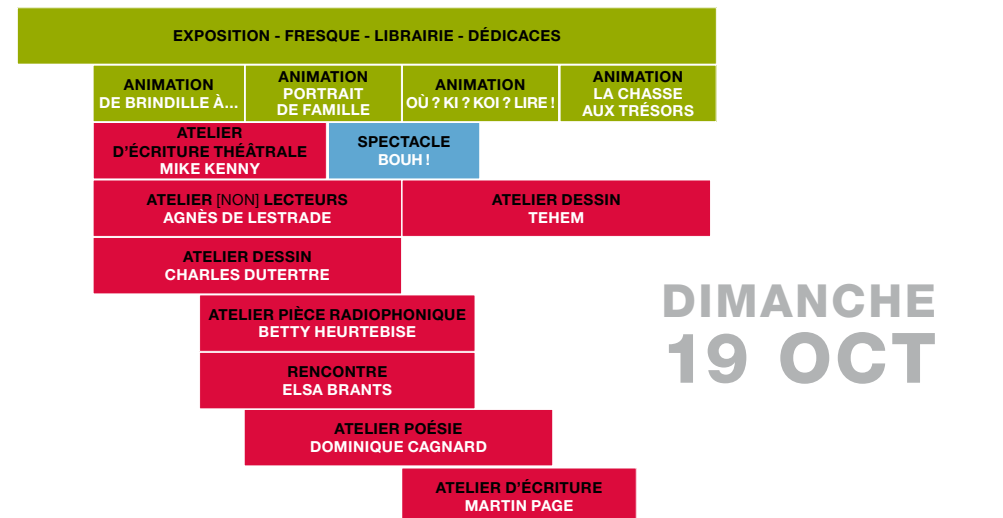 EXPOSITION - FRESQUE - LIBRAIRIE - DÉDICACES
ANIMATION
DE BRINDILLE À...
ANIMATION
PORTRAIT
DE FAMILLE
ANIMATION
OÙ ? KI ? KOI ? LIRE !
ANIMATION
LA CHASSE
AUX TRÉSORS
ATELIER
D'ÉCRITURE THÉÂTRALE
MIKE KENNY
SPECTACLE
BOUH !
ATELIER [NON] LECTEURS
AGNÈS DE LESTRADE
ATELIER DESSIN
TEHEM
ATELIER DESSIN
CHARLES DUTERTRE
ATELIER PIÈCE RADIOPHONIQUE
BETTY HEURTEBISE
RENCONTRE
ELSA BRANTS
DIMANCHE
19 OCT
ATELIER POÉSIE
DOMINIQUE CAGNARD
ATELIER D'ÉCRITURE
MARTIN PAGE